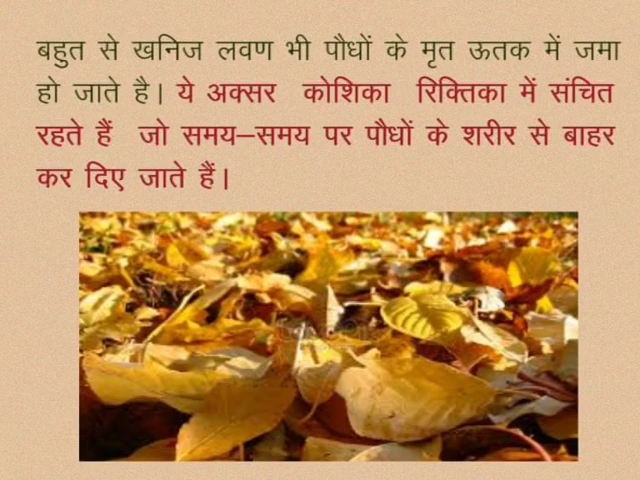 बहुत से खनिज लवण भी पौधों के मृत ऊतक में जमा
हो जाते है। ये अक्सर कोशिका रिक्तिका में संचित
रहते हैं जो समय–समय पर पौधों के शरीर से बाहर
कर दिए जाते हैं।